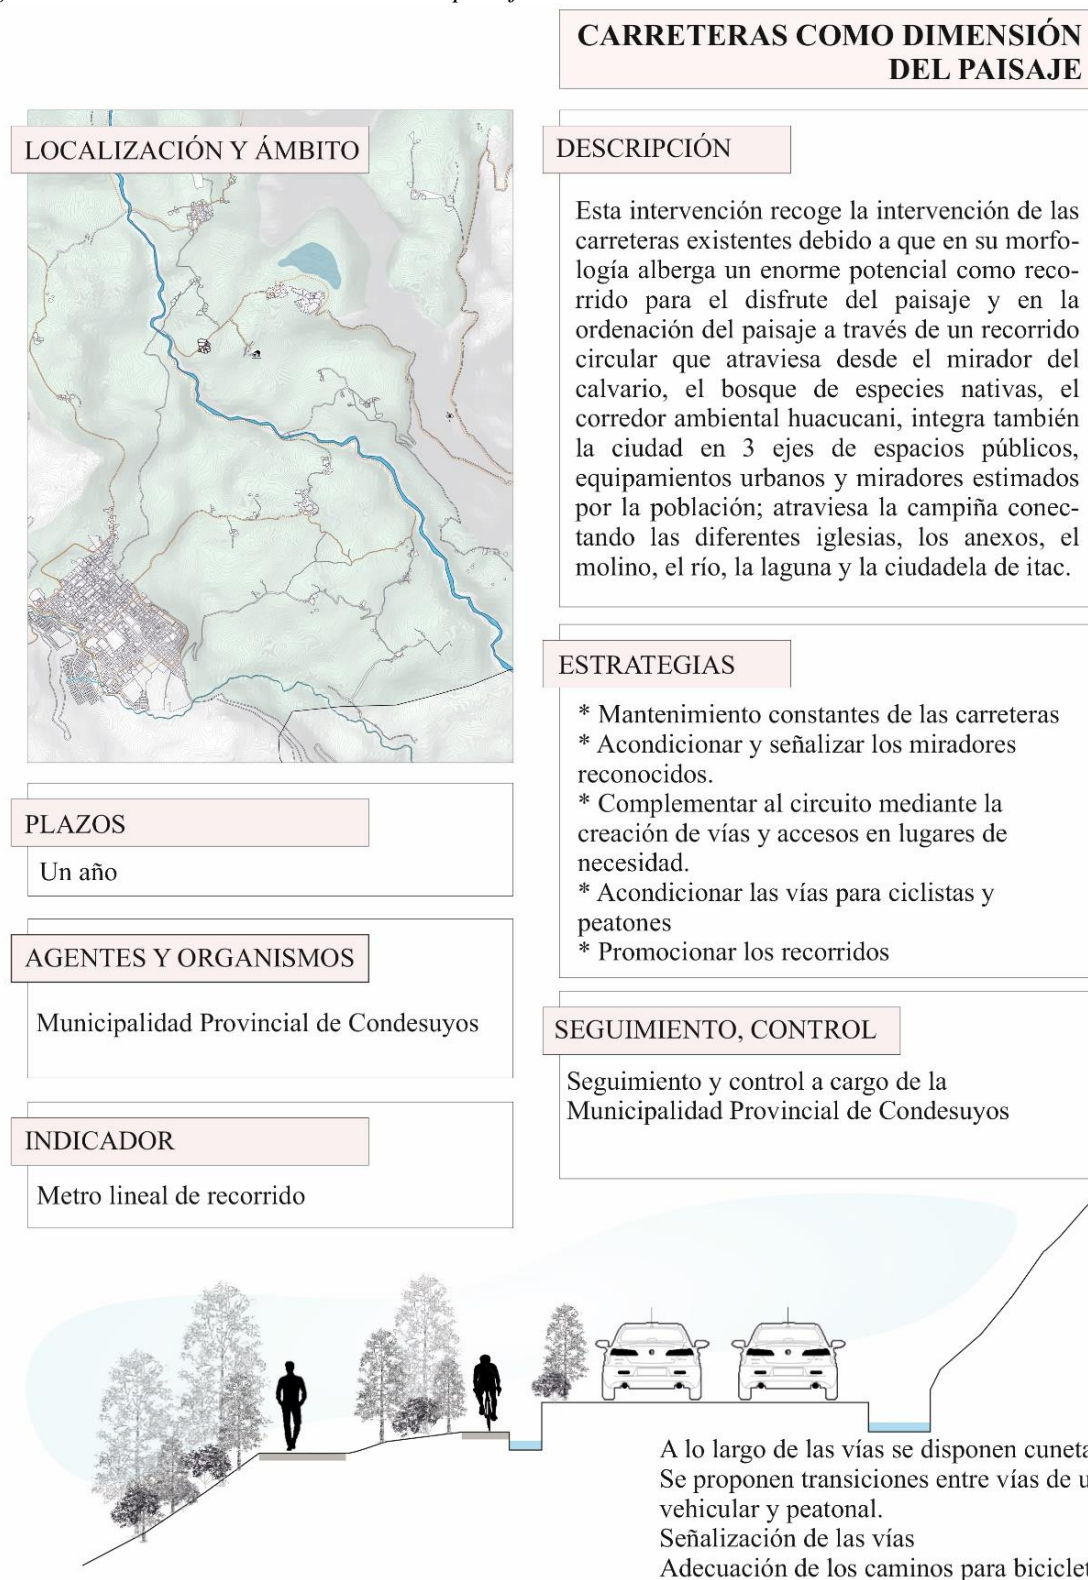 CARRETERAS COMO DIMENSIÓN
DEL PAISAJE
LOCALIZACIÓN Y ÁMBITO
DESCRIPCIÓN
Esta intervención recoge la intervención de las
carreteras existentes debido a que en su morfo-
logía alberga un enorme potencial como reco-
rrido para el disfrute del paisaje y en la
ordenación del paisaje a través de un recorrido
circular que atraviesa desde el mirador del
calvario, el bosque de especies nativas, el
corredor ambiental huacucani, integra también
la ciudad en 3 ejes de espacios públicos,
equipamientos urbanos y miradores estimados
por la población; atraviesa la campiña conec-
tando las diferentes iglesias, los anexos, el
molino, el río, la laguna y la ciudadela de itac.
ESTRATEGIAS
* Mantenimiento constantes de las carreteras
* Acondicionar y señalizar los miradores
reconocidos.
* Complementar al circuito mediante la
creación de vías y accesos en lugares de
necesidad.
* Acondicionar las vías para ciclistas y
peatones
* Promocionar los recorridos
PLAZOS
Un año
AGENTES Y ORGANISMOS
Municipalidad Provincial de Condesuyos
SEGUIMIENTO, CONTROL
Seguimiento y control a cargo de la
Municipalidad Provincial de Condesuyos
INDICADOR
Metro lineal de recorrido
A lo largo de las vías se disponen cuneta
Se proponen transiciones entre vías de u
vehicular y peatonal.
Señalización de las vías
Adecuación de los caminos para biciclet